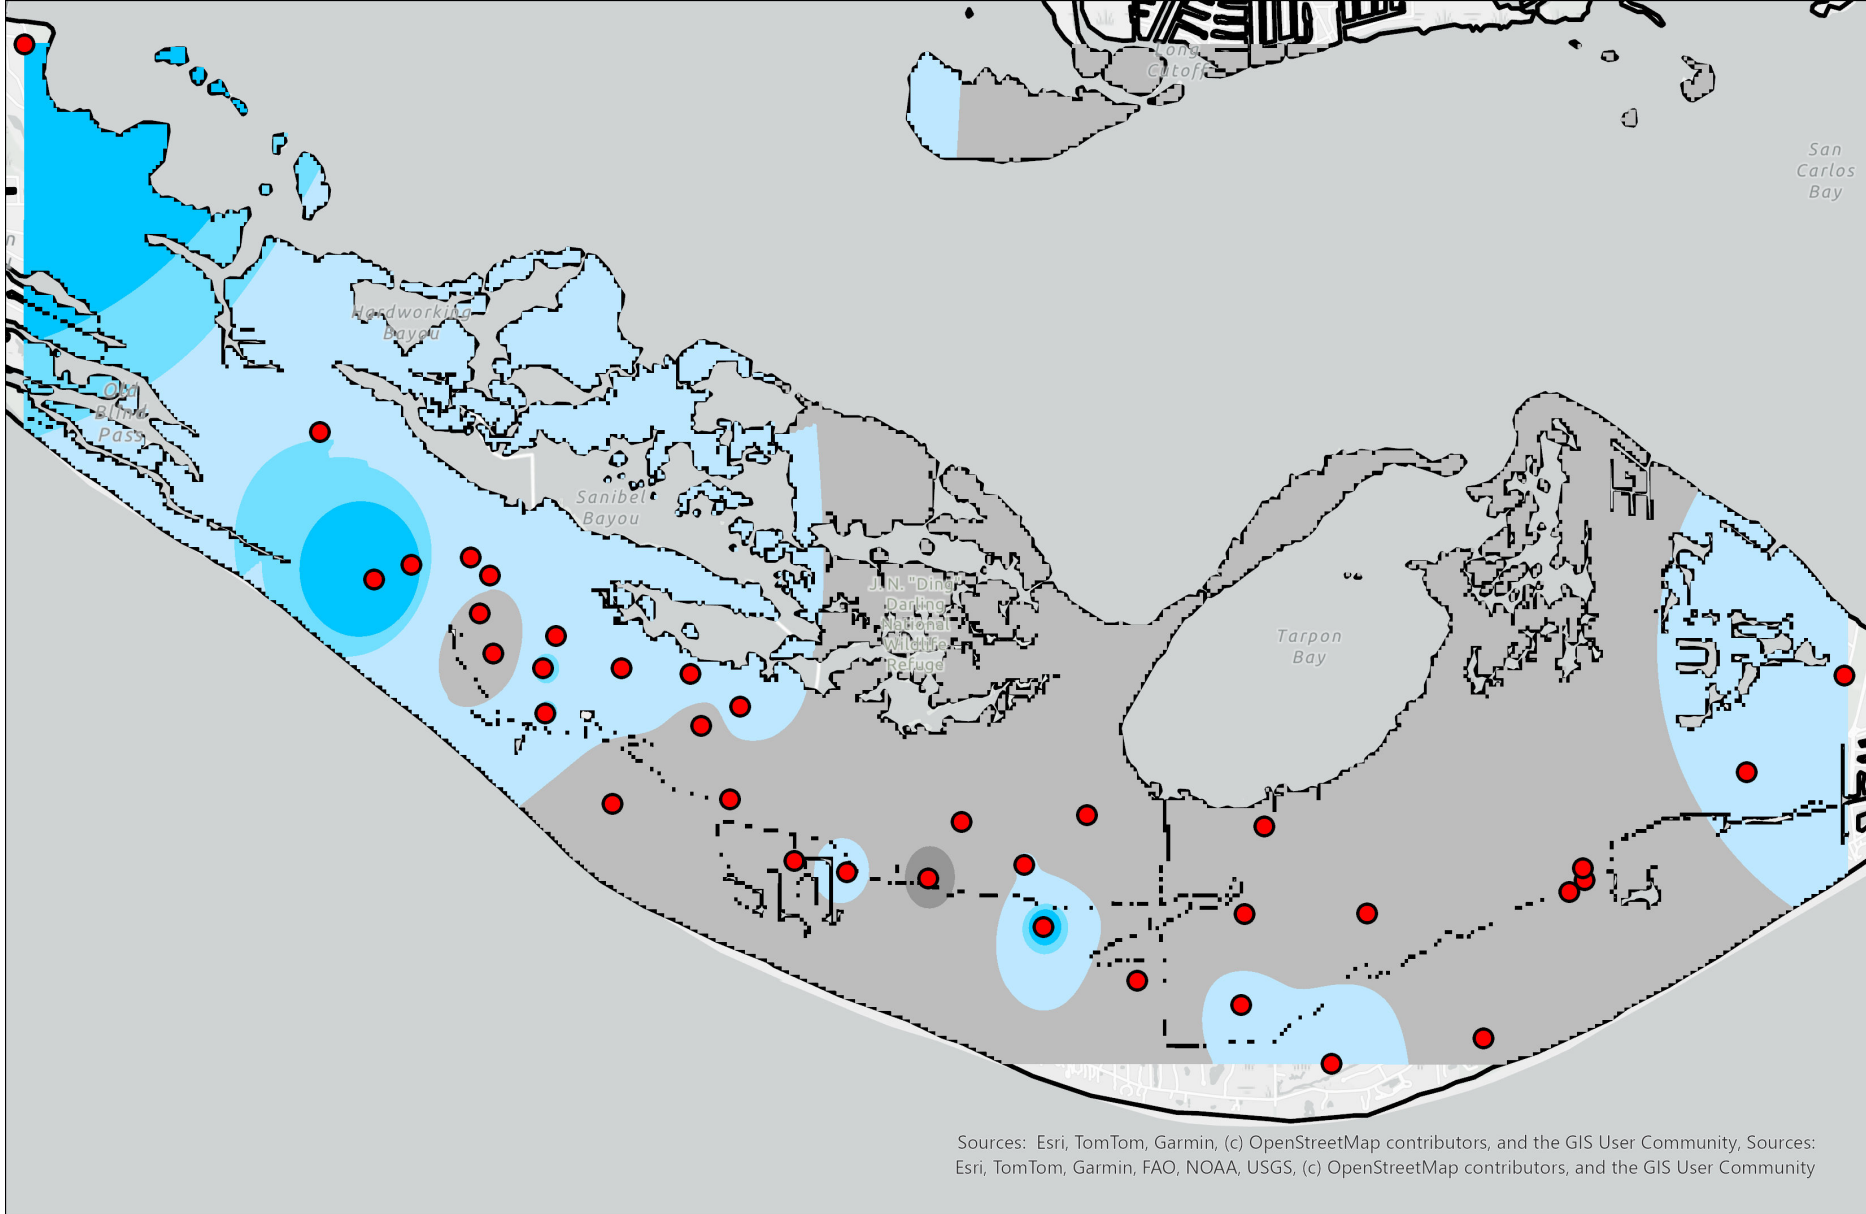 Long
Cutoff
San
Carlos
Bay
n
Hardworking
Bayou
Old
Blind
Pass
Sanibel
Bayou
J. N. "Ding"
Darling
National
Wildlife
Refuge
Tarpon
Bay
Sources: Esri, TomTom, Garmin, (c) OpenStreetMap contributors, and the GIS User Community, Sources:
Esri, TomTom, Garmin, FAO, NOAA, USGS, (c) OpenStreetMap contributors, and the GIS User Community